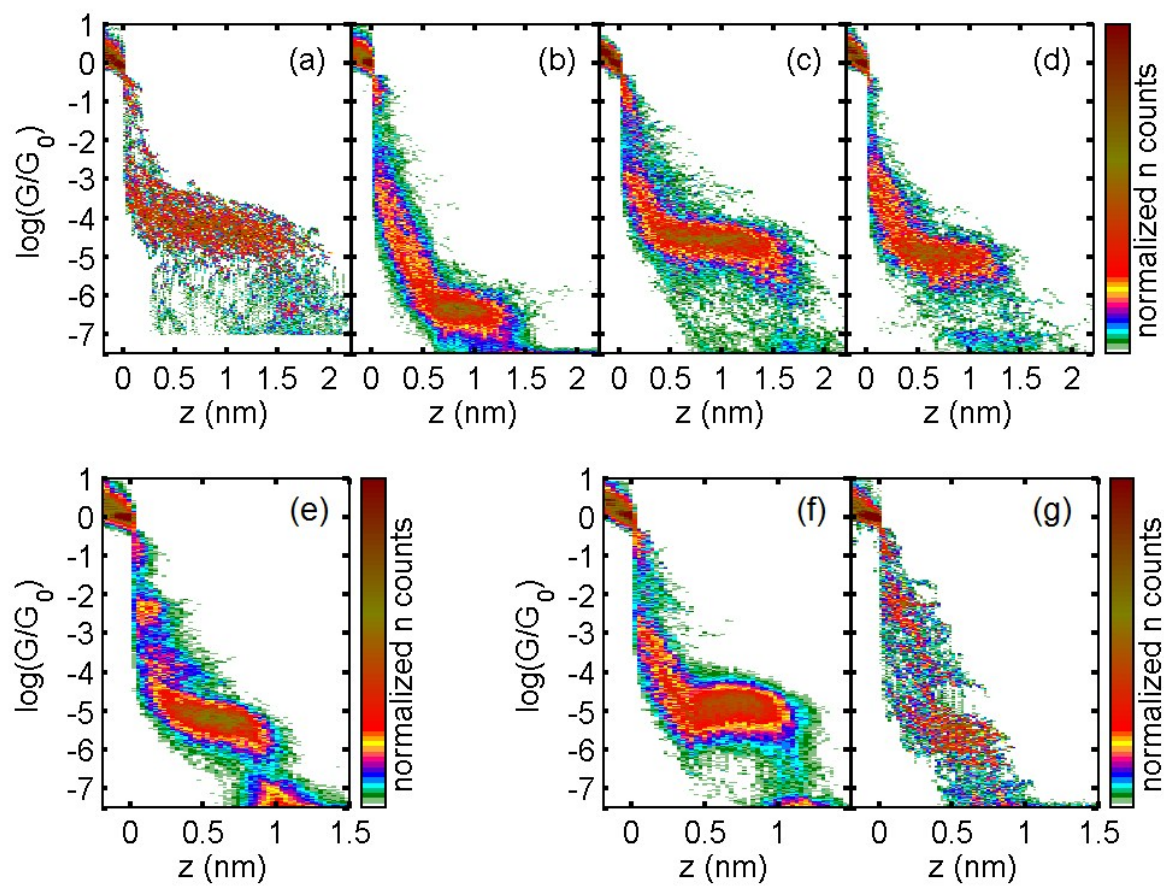 (a) (b) (c) (d)
1
0
-1
-2
-3
-4
-5
-6
-7
log(G/G0)
0 0.5 1 1.5 2 0 0.5 1 1.5 2 0 0.5 1 1.5 2 0 0.5 1 1.5 2
z (nm) z (nm) z (nm) z (nm)
normalized n counts
(e)
1
0
-1
-2
-3
-4
-5
-6
-7
log(G/G0)
0 0.5 1 1.5
z (nm)
normalized n counts
(f) (g)
1
0
-1
-2
-3
-4
-5
-6
-7
log(G/G0)
0 0.5 1 0 0.5 1 1.5
z (nm) z (nm)
normalized n counts